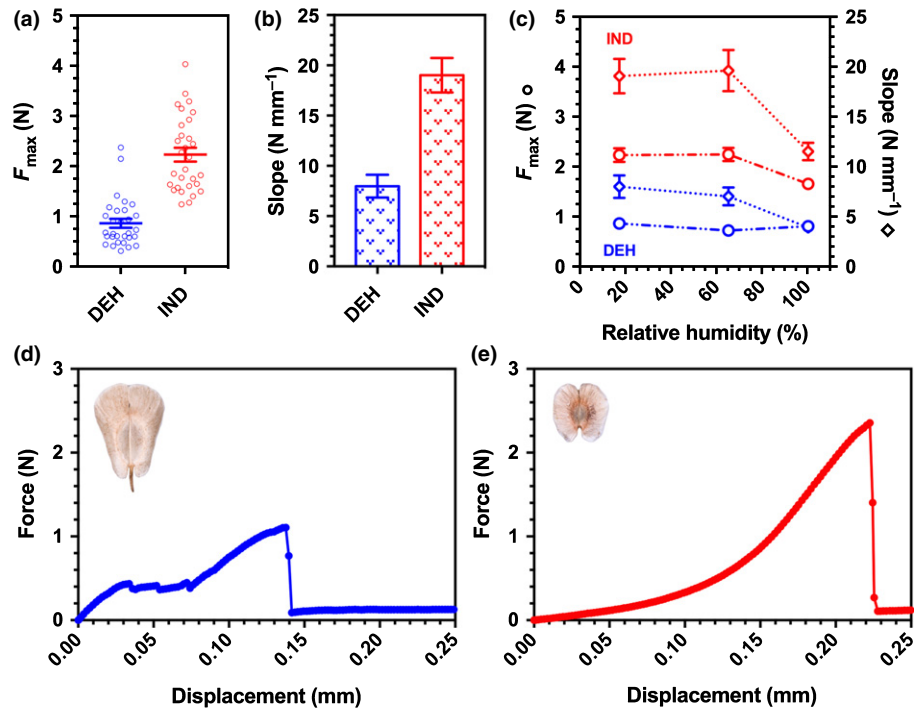 (a)
5
4
3
2
1
0
Fmax (N)
DEH
IND
(b)
25
20
15
10
5
0
Slope (N mm⁻¹)
DEH
IND
(c)
5
4
3
2
1
0
Fmax (N) ○
IND
DEH
25
20
15
10
5
0
Slope (N mm⁻¹) ◇
0 20 40 60 80 100
Relative humidity (%)
(d)
3
2
1
0
Force (N)
0.00 0.05 0.10 0.15 0.20 0.25
Displacement (mm)
(e)
3
2
1
0
Force (N)
0.00 0.05 0.10 0.15 0.20 0.25
Displacement (mm)